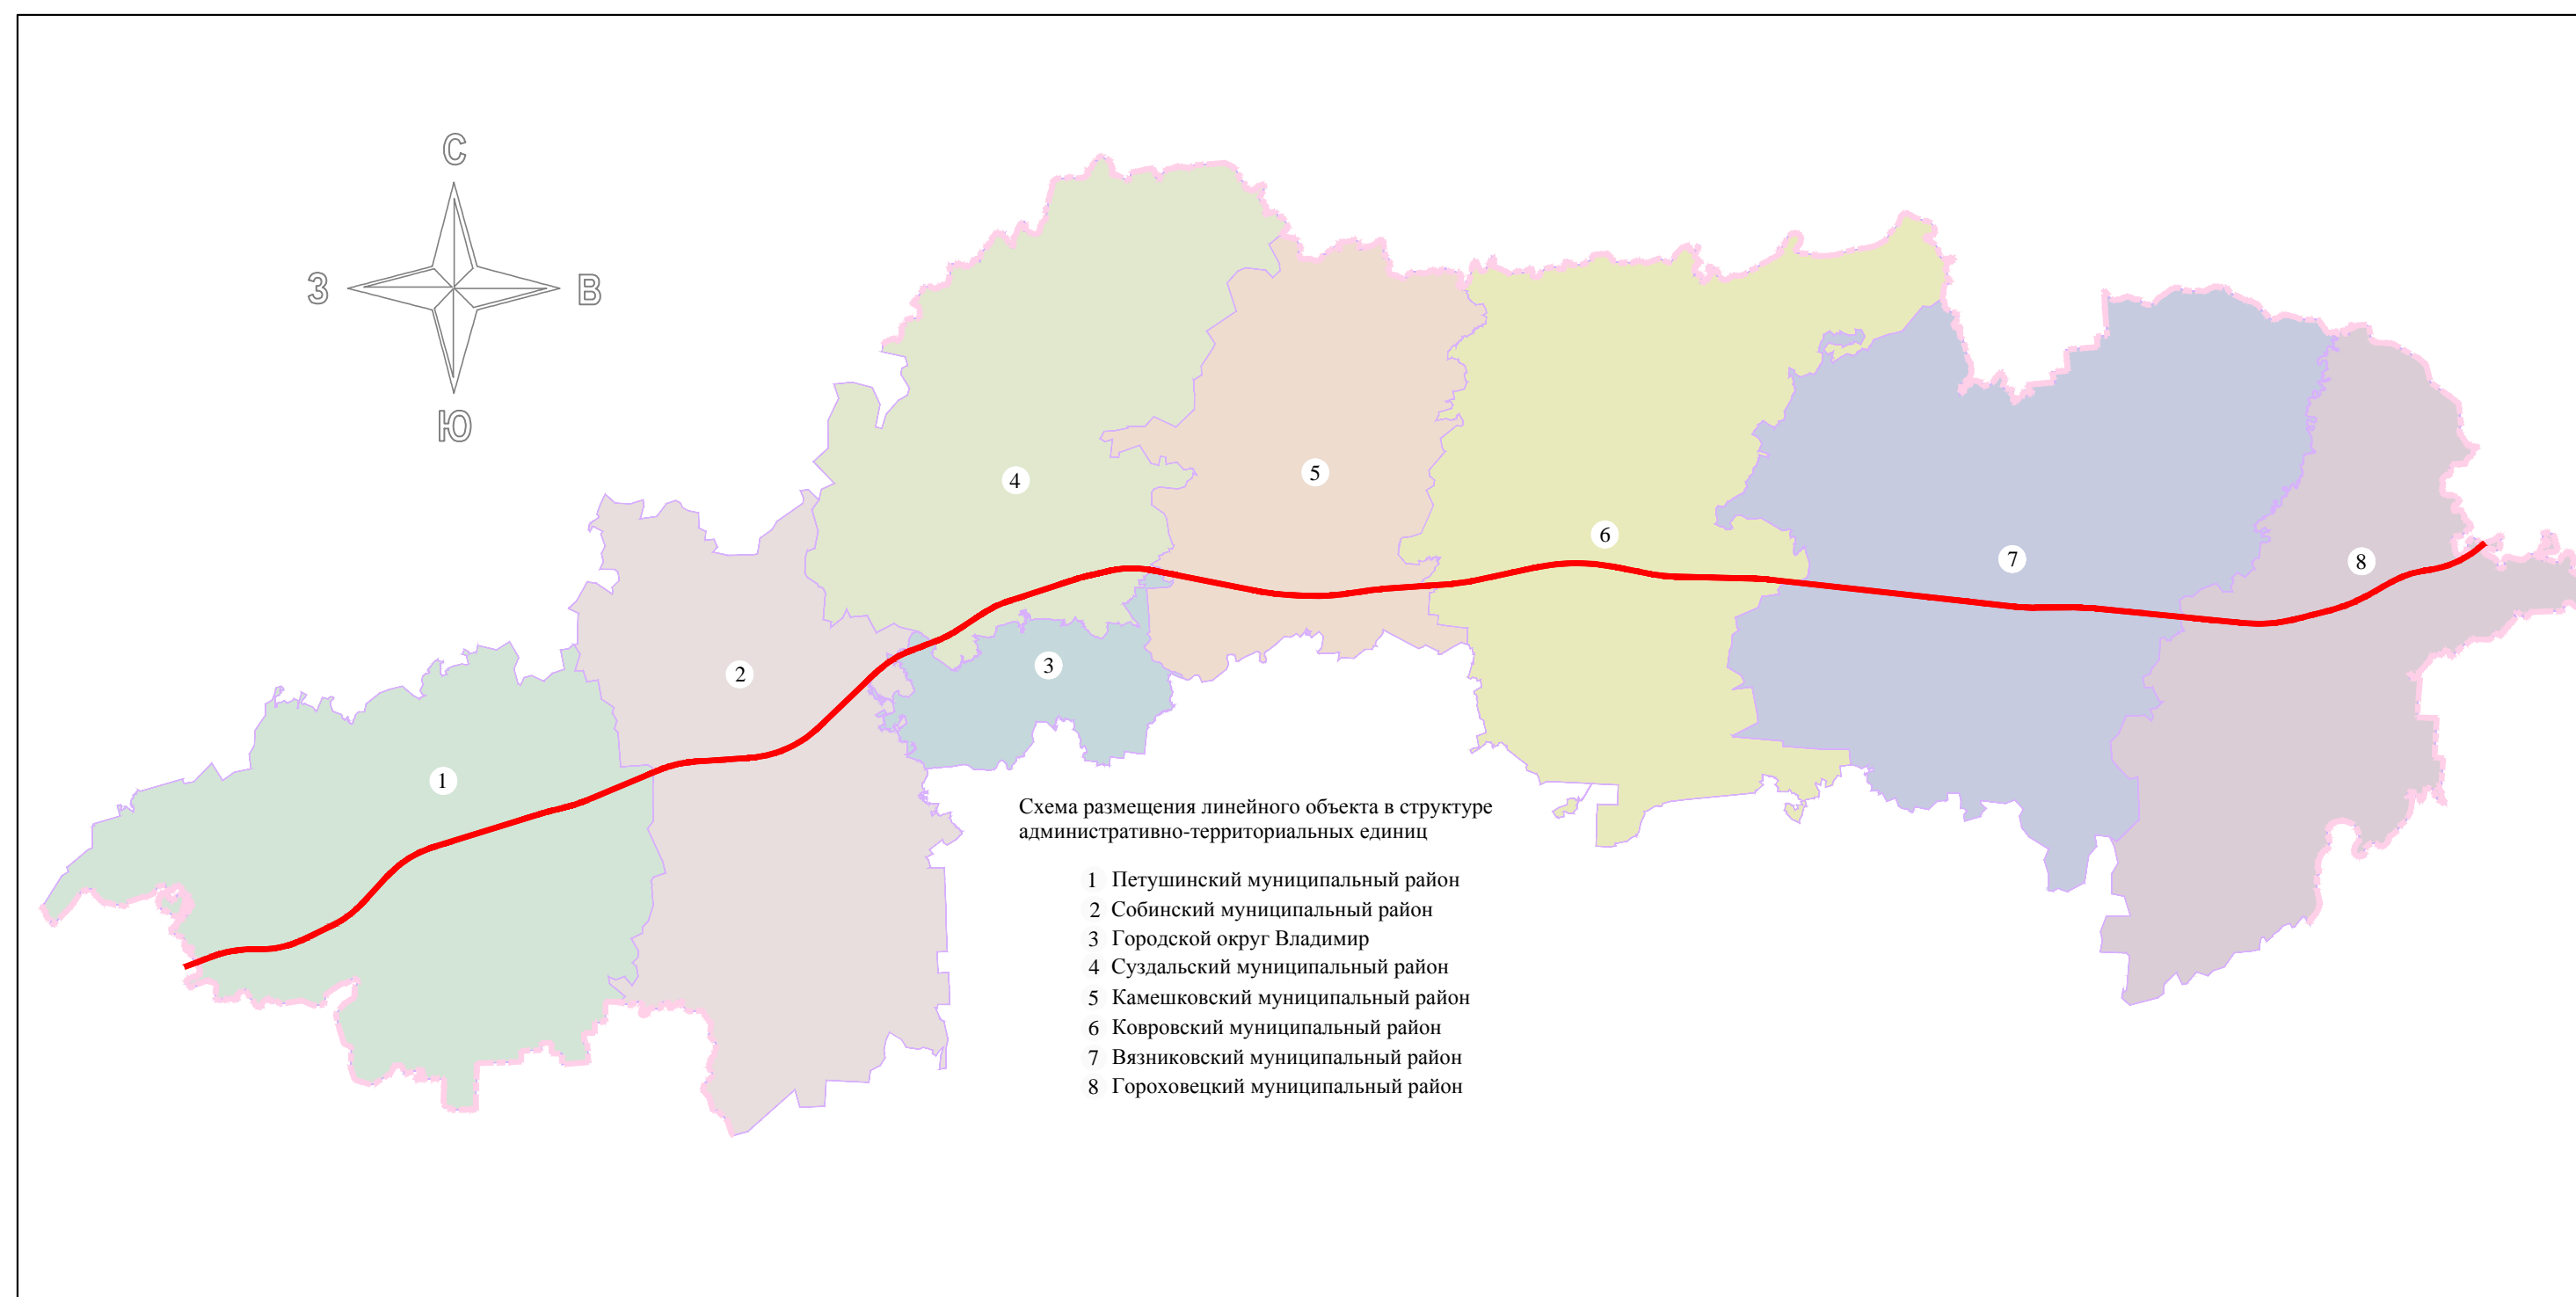 С
З
В
Ю
4
5
6
7
8
3
2
1
Схема размещения линейного объекта в структуре
административно-территориальных единиц
1 Петушинский муниципальный район
2 Собинский муниципальный район
3 Городской округ Владимир
4 Суздальский муниципальный район
5 Камешковский муниципальный район
6 Ковровский муниципальный район
7 Вязниковский муниципальный район
8 Гороховецкий муниципальный район